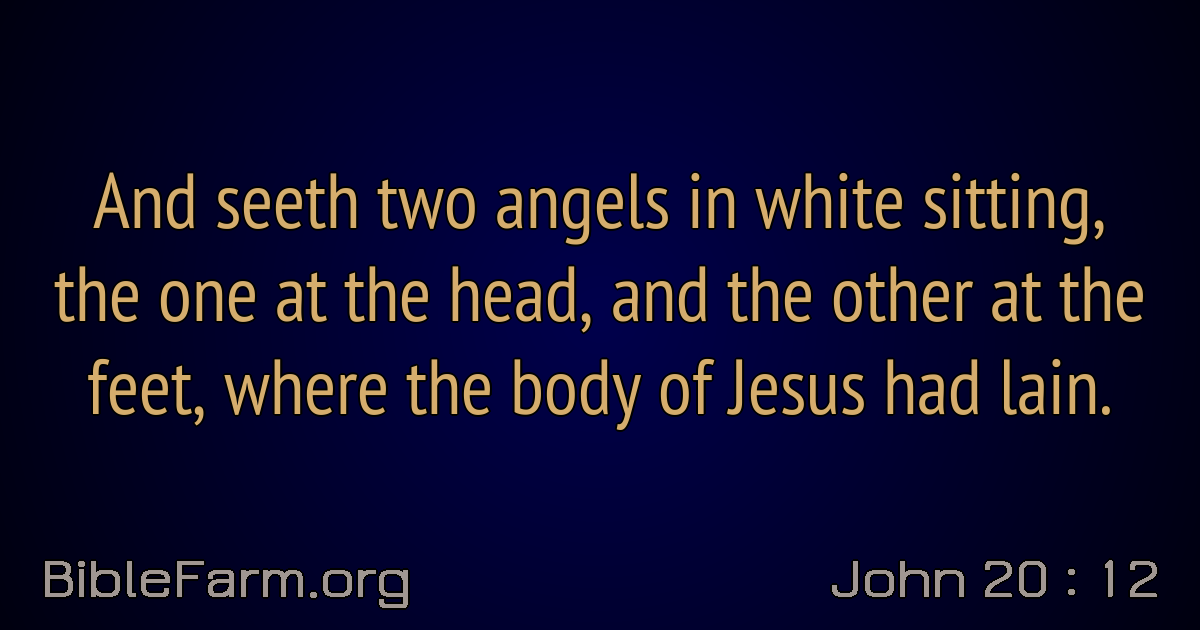 And seeth two angels in white sitting,
the one at the head, and the other at the
feet, where the body of Jesus had lain.
BibleFarm.org
John 20 : 12